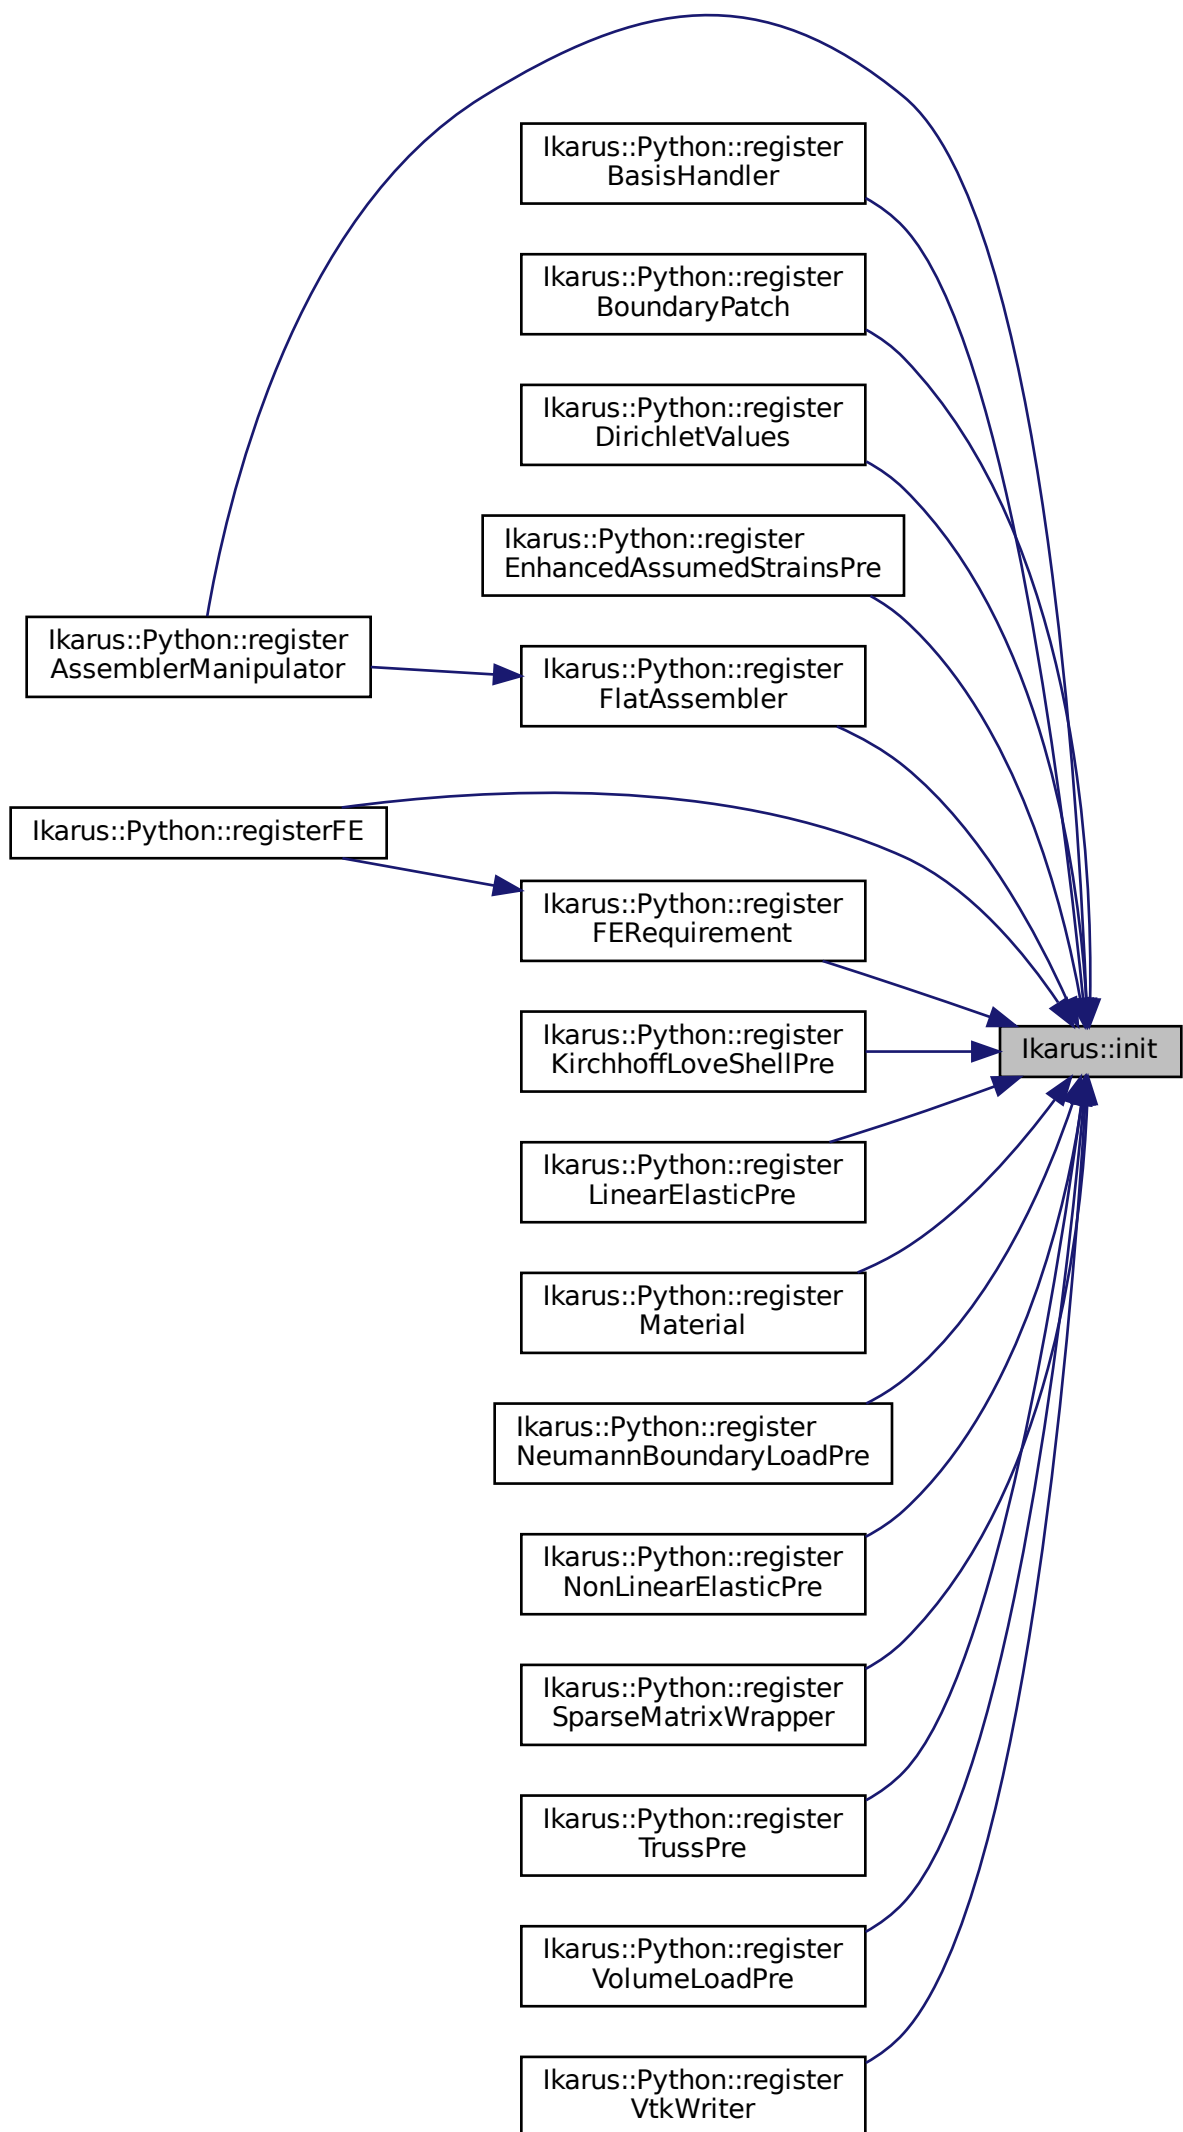 Ikarus::Python::register
BasisHandler
Ikarus::Python::register
BoundaryPatch
Ikarus::Python::register
DirichletValues
Ikarus::Python::register
EnhancedAssumedStrainsPre
Ikarus::Python::register
AssemblerManipulator
Ikarus::Python::register
FlatAssembler
Ikarus::Python::registerFE
Ikarus::Python::register
FERequirement
Ikarus::Python::register
KirchhoffLoveShellPre
Ikarus::init
Ikarus::Python::register
LinearElasticPre
Ikarus::Python::register
Material
Ikarus::Python::register
NeumannBoundaryLoadPre
Ikarus::Python::register
NonLinearElasticPre
Ikarus::Python::register
SparseMatrixWrapper
Ikarus::Python::register
TrussPre
Ikarus::Python::register
VolumeLoadPre
Ikarus::Python::register
VtkWriter